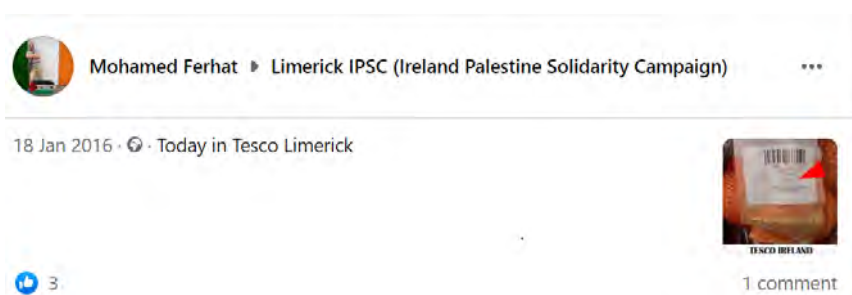 Mohamed Ferhat ▸ Limerick IPSC (Ireland Palestine Solidarity Campaign)
18 Jan 2016 · Today in Tesco Limerick
TESCO IRELAND
3
1 comment